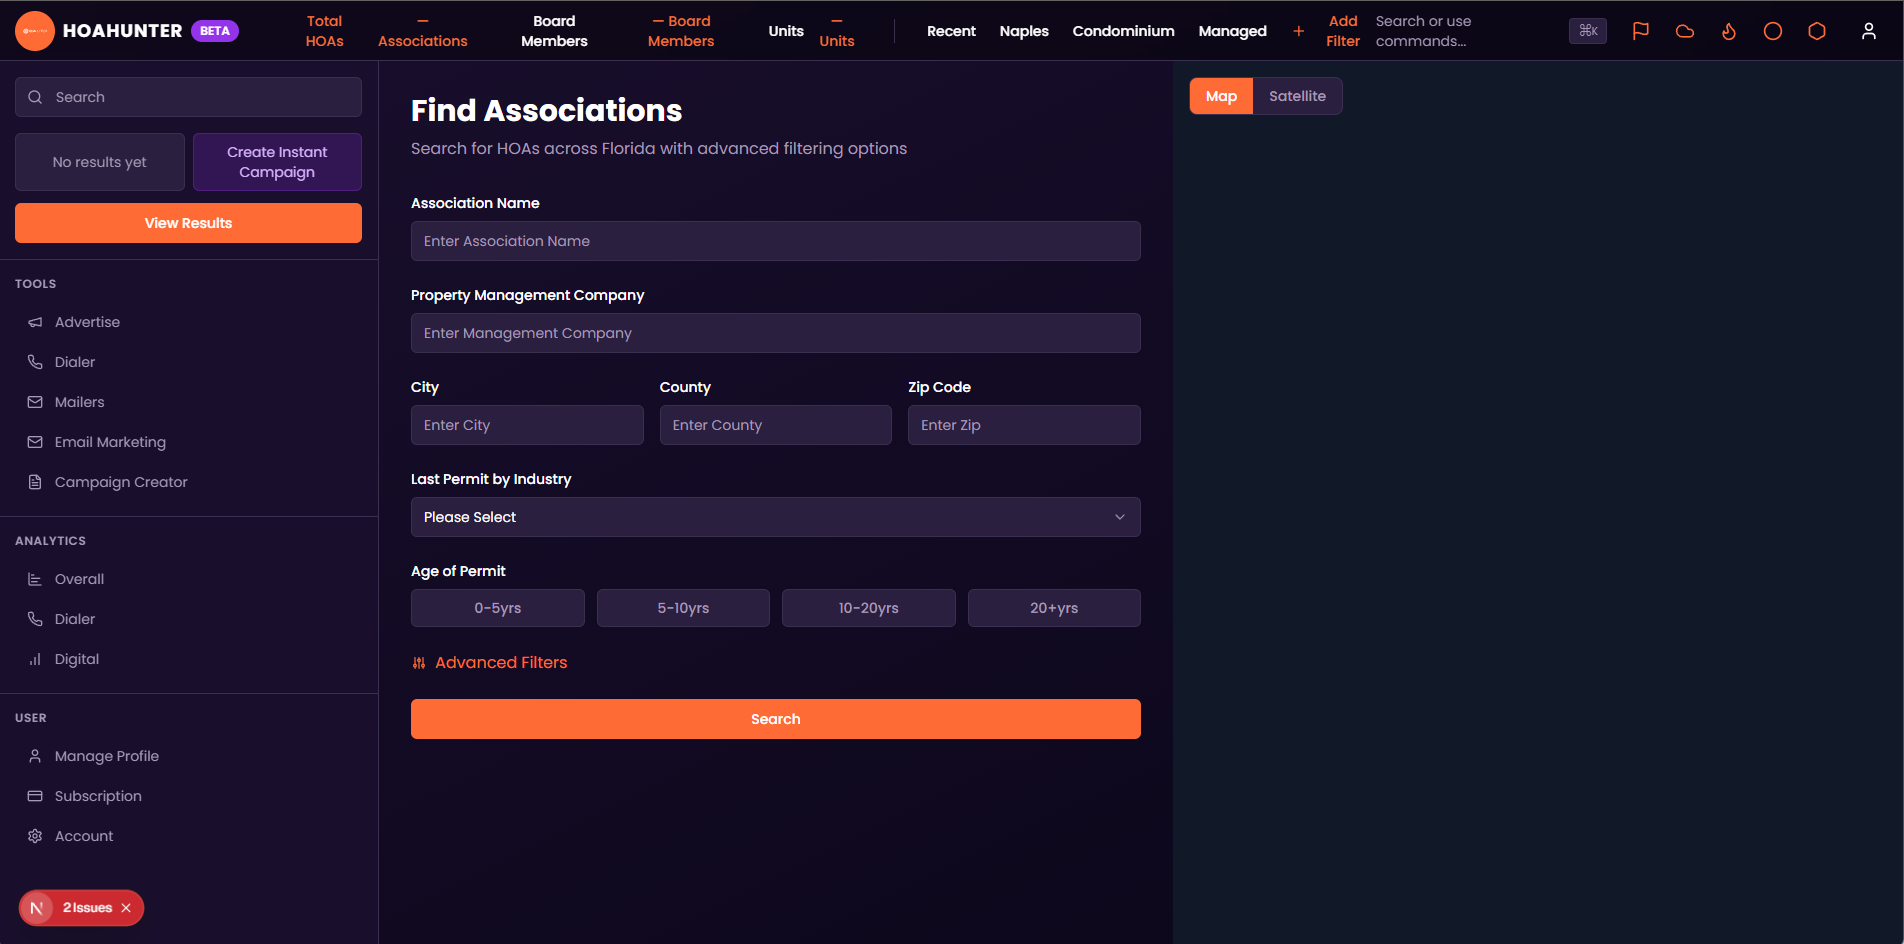 HOAHUNTER BETA
Total
HOAs
—
Associations
Board
Members
— Board
Members
Units
—
Units
Recent
Naples
Condominium
Managed
+
Add
Filter
Search or use
commands...
⌘K
Search
No results yet
Create Instant
Campaign
View Results
TOOLS
Advertise
Dialer
Mailers
Email Marketing
Campaign Creator
ANALYTICS
Overall
Dialer
Digital
USER
Manage Profile
Subscription
Account
N 2 Issues
Find Associations
Search for HOAs across Florida with advanced filtering options
Association Name
Enter Association Name
Property Management Company
Enter Management Company
City County Zip Code
Enter City Enter County Enter Zip
Last Permit by Industry
Please Select
Age of Permit
0-5yrs 5-10yrs 10-20yrs 20+yrs
Advanced Filters
Search
Map Satellite